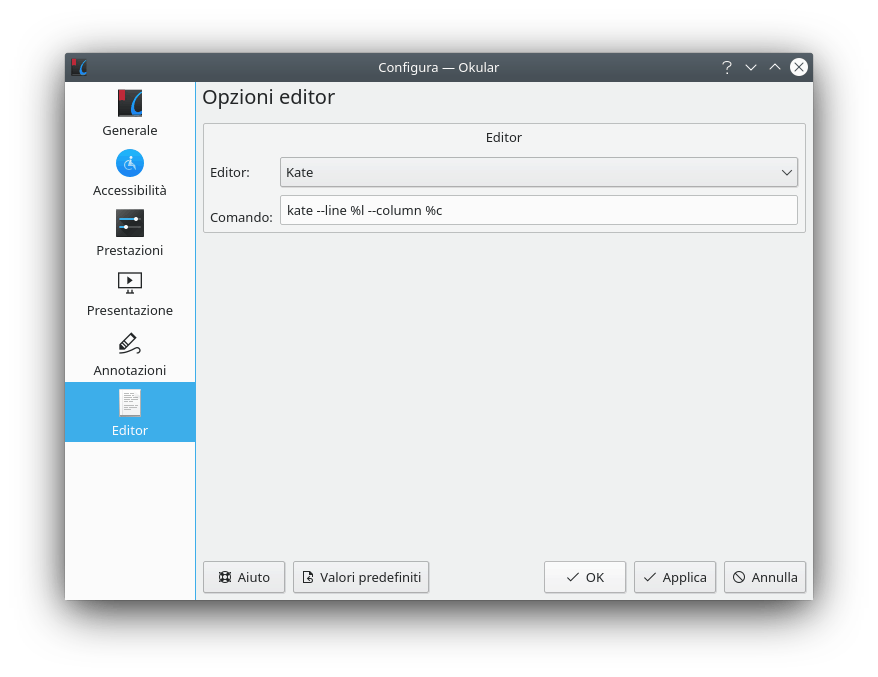 Configura — Okular
?
Generale
Accessibilità
Prestazioni
Presentazione
Annotazioni
Editor
Opzioni editor
Editor
Editor: Kate
Comando: kate --line %l --column %c
Aiuto Valori predefiniti OK Applica Annulla